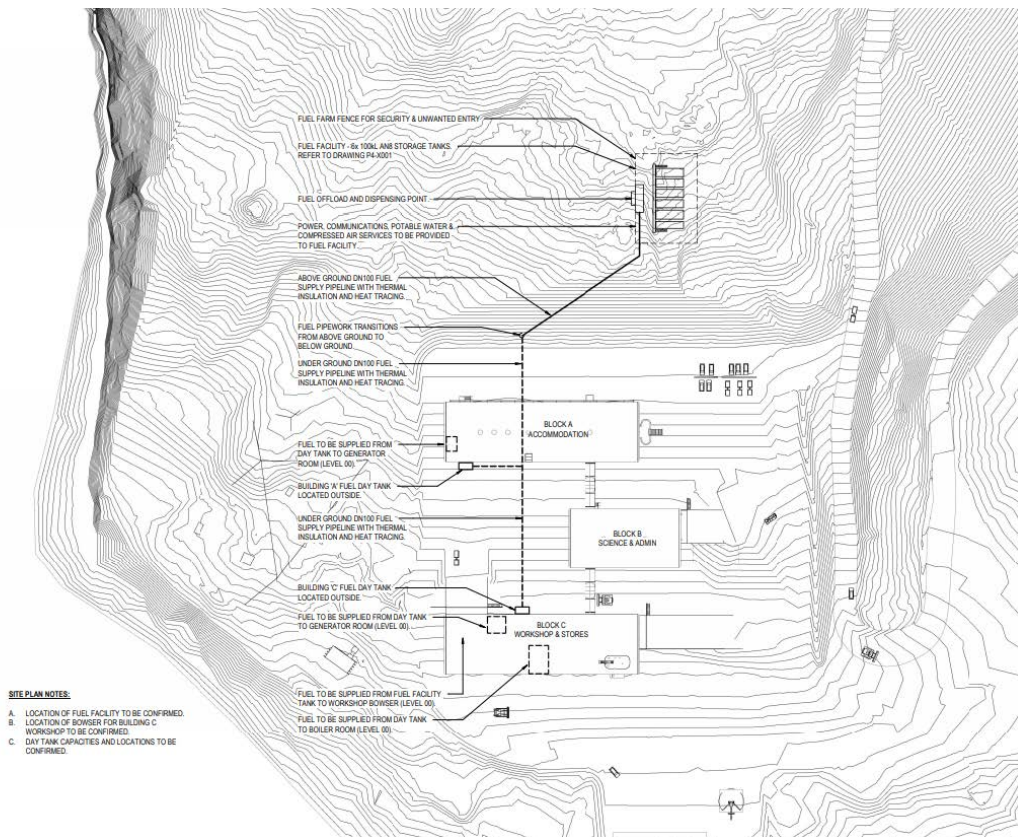 FUEL FARM FENCE FOR SECURITY & UNWANTED ENTRY
FUEL FACILITY - 6x 100kL AN8 STORAGE TANKS.
REFER TO DRAWING P4-X001
FUEL OFFLOAD AND DISPENSING POINT
POWER, COMMUNICATIONS, POTABLE WATER &
COMPRESSED AIR SERVICES TO BE PROVIDED
TO FUEL FACILITY.
ABOVE GROUND DN100 FUEL
SUPPLY PIPELINE WITH THERMAL
INSULATION AND HEAT TRACING.
FUEL PIPEWORK TRANSITIONS
FROM ABOVE GROUND TO
BELOW GROUND.
UNDER GROUND DN100 FUEL
SUPPLY PIPELINE WITH THERMAL
INSULATION AND HEAT TRACING.
BLOCK A
ACCOMMODATION
FUEL TO BE SUPPLIED FROM
DAY TANK TO GENERATOR
ROOM (LEVEL 00).
BUILDING 'A' FUEL DAY TANK
LOCATED OUTSIDE.
UNDER GROUND DN100 FUEL
SUPPLY PIPELINE WITH THERMAL
INSULATION AND HEAT TRACING.
BLOCK B
SCIENCE & ADMIN
BUILDING 'C' FUEL DAY TANK
LOCATED OUTSIDE.
FUEL TO BE SUPPLIED FROM DAY TANK
TO GENERATOR ROOM (LEVEL 00).
BLOCK C
WORKSHOP & STORES
FUEL TO BE SUPPLIED FROM FUEL FACILITY
TANK TO WORKSHOP BOWSER (LEVEL 00)
FUEL TO BE SUPPLIED FROM DAY TANK
TO BOILER ROOM (LEVEL 00).
SITE PLAN NOTES:
A. LOCATION OF FUEL FACILITY TO BE CONFIRMED.
B. LOCATION OF BOWSER FOR BUILDING C
WORKSHOP TO BE CONFIRMED.
C. DAY TANK CAPACITIES AND LOCATIONS TO BE
CONFIRMED.